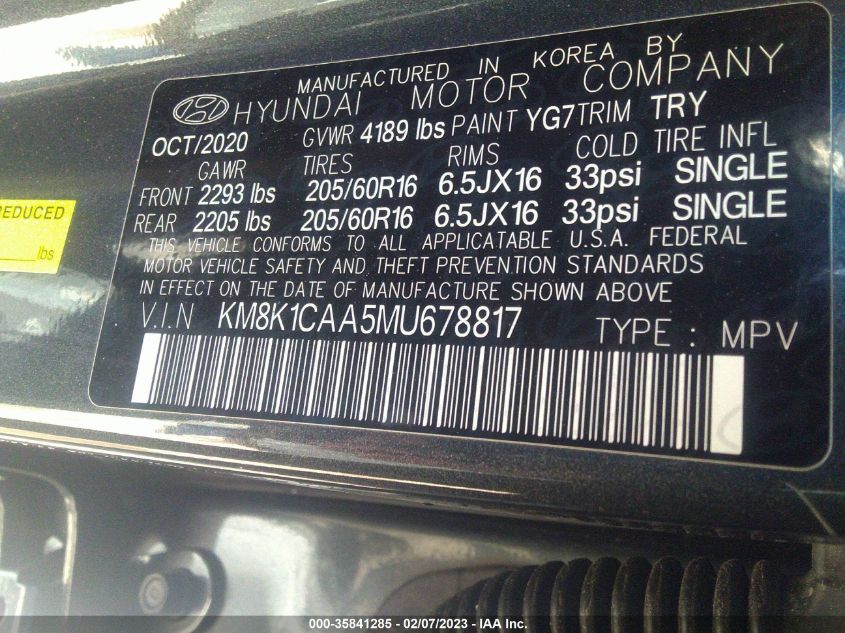 MANUFACTURED IN KOREA BY
HYUNDAI MOTOR COMPANY
OCT/2020 GVWR 4189 lbs PAINT YG7 TRIM TRY
GAWR TIRES RIMS COLD TIRE INFL
FRONT 2293 lbs 205/60R16 6.5JX16 33psi SINGLE
REAR 2205 lbs 205/60R16 6.5JX16 33psi SINGLE
THIS VEHICLE CONFORMS TO ALL APPLICATABLE U.S.A. FEDERAL
MOTOR VEHICLE SAFETY AND THEFT PREVENTION STANDARDS
IN EFFECT ON THE DATE OF MANUFACTURE SHOWN ABOVE
V.I.N KM8K1CAA5MU678817 TYPE : MPV
REDUCED
lbs
000-35841285 - 02/07/2023 - IAA Inc.